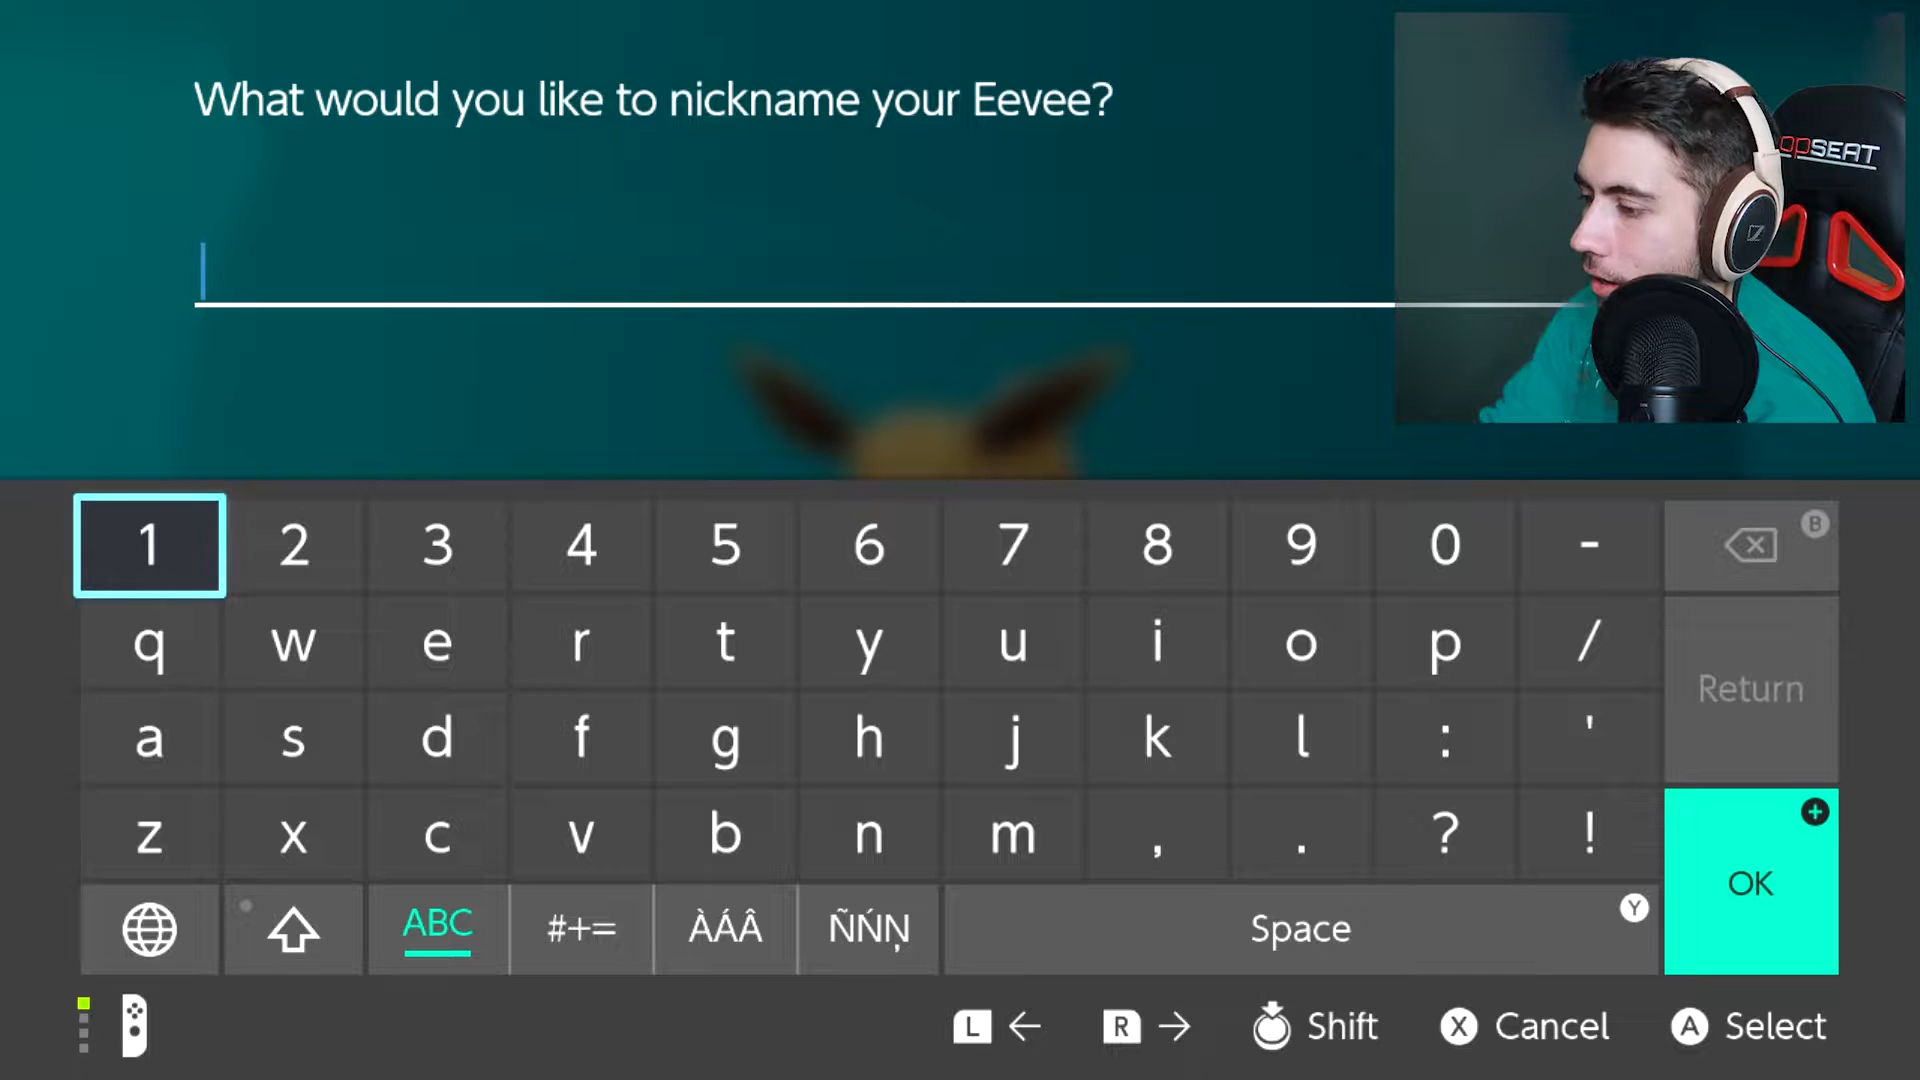 What would you like to nickname your Eevee?
opSEAT
1 2 3 4 5 6 7 8 9 0 - B
q w e r t y u i o p / Return
a s d f g h j k l : '
z x c v b n m , . ? ! + OK
ABC #+= ÀÁÂ ÑŃŅ Space Y
L ← R → Shift X Cancel A Select